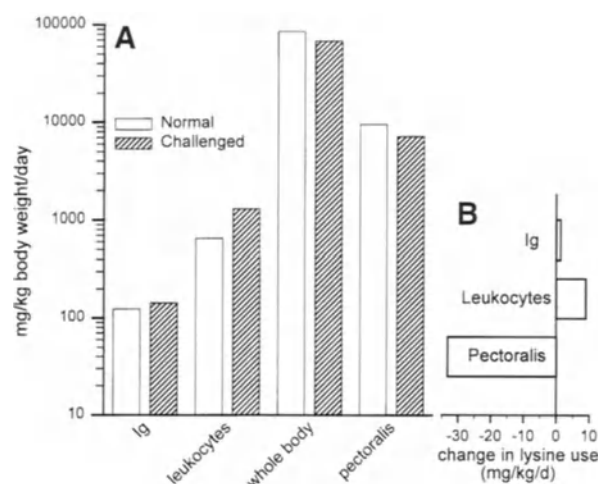 A
100000
10000
1000
100
10
mg/kg body weight/day
Normal
Challenged
Ig
leukocytes
whole body
pectoralis
B
Ig
Leukocytes
Pectoralis
-30 -20 -10 0 10
change in lysine use
(mg/kg/d)